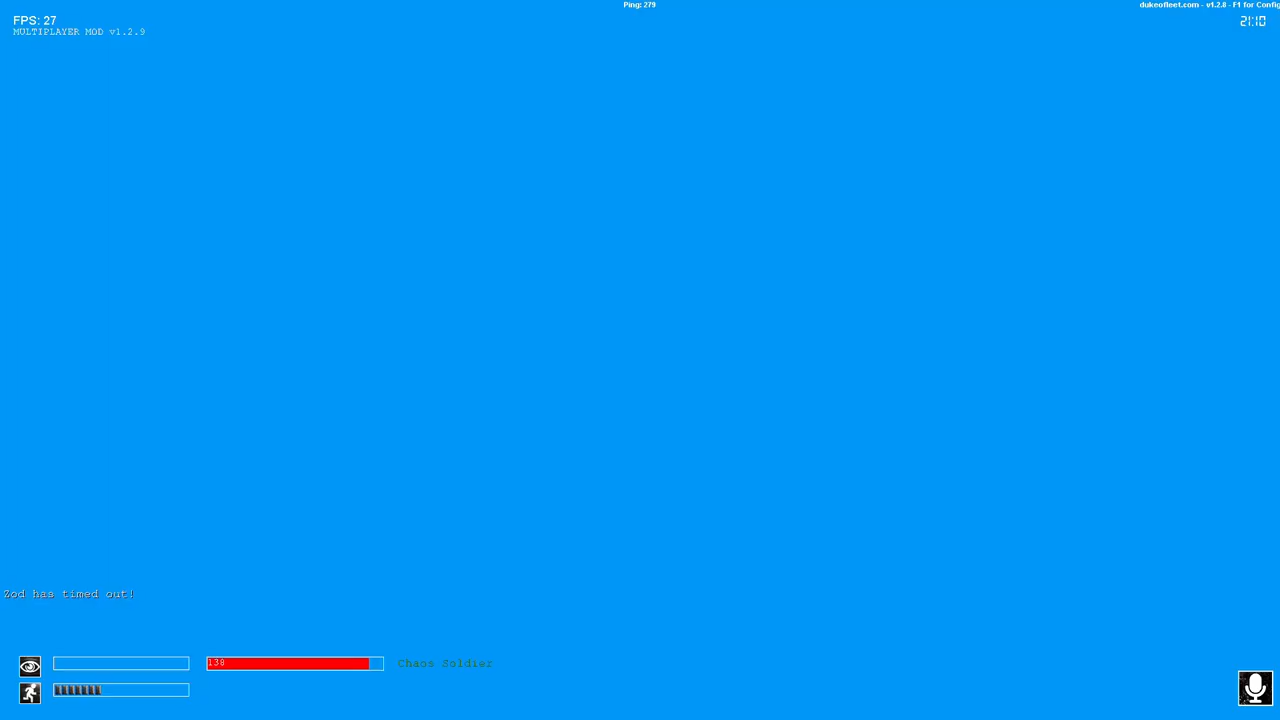 Ping: 279
dukeofleet.com - v1.2.8 - F1 for Config
FPS: 27
21:10
MULTIPLAYER MOD v1.2.9
Zod has timed out!
138
Chaos Soldier